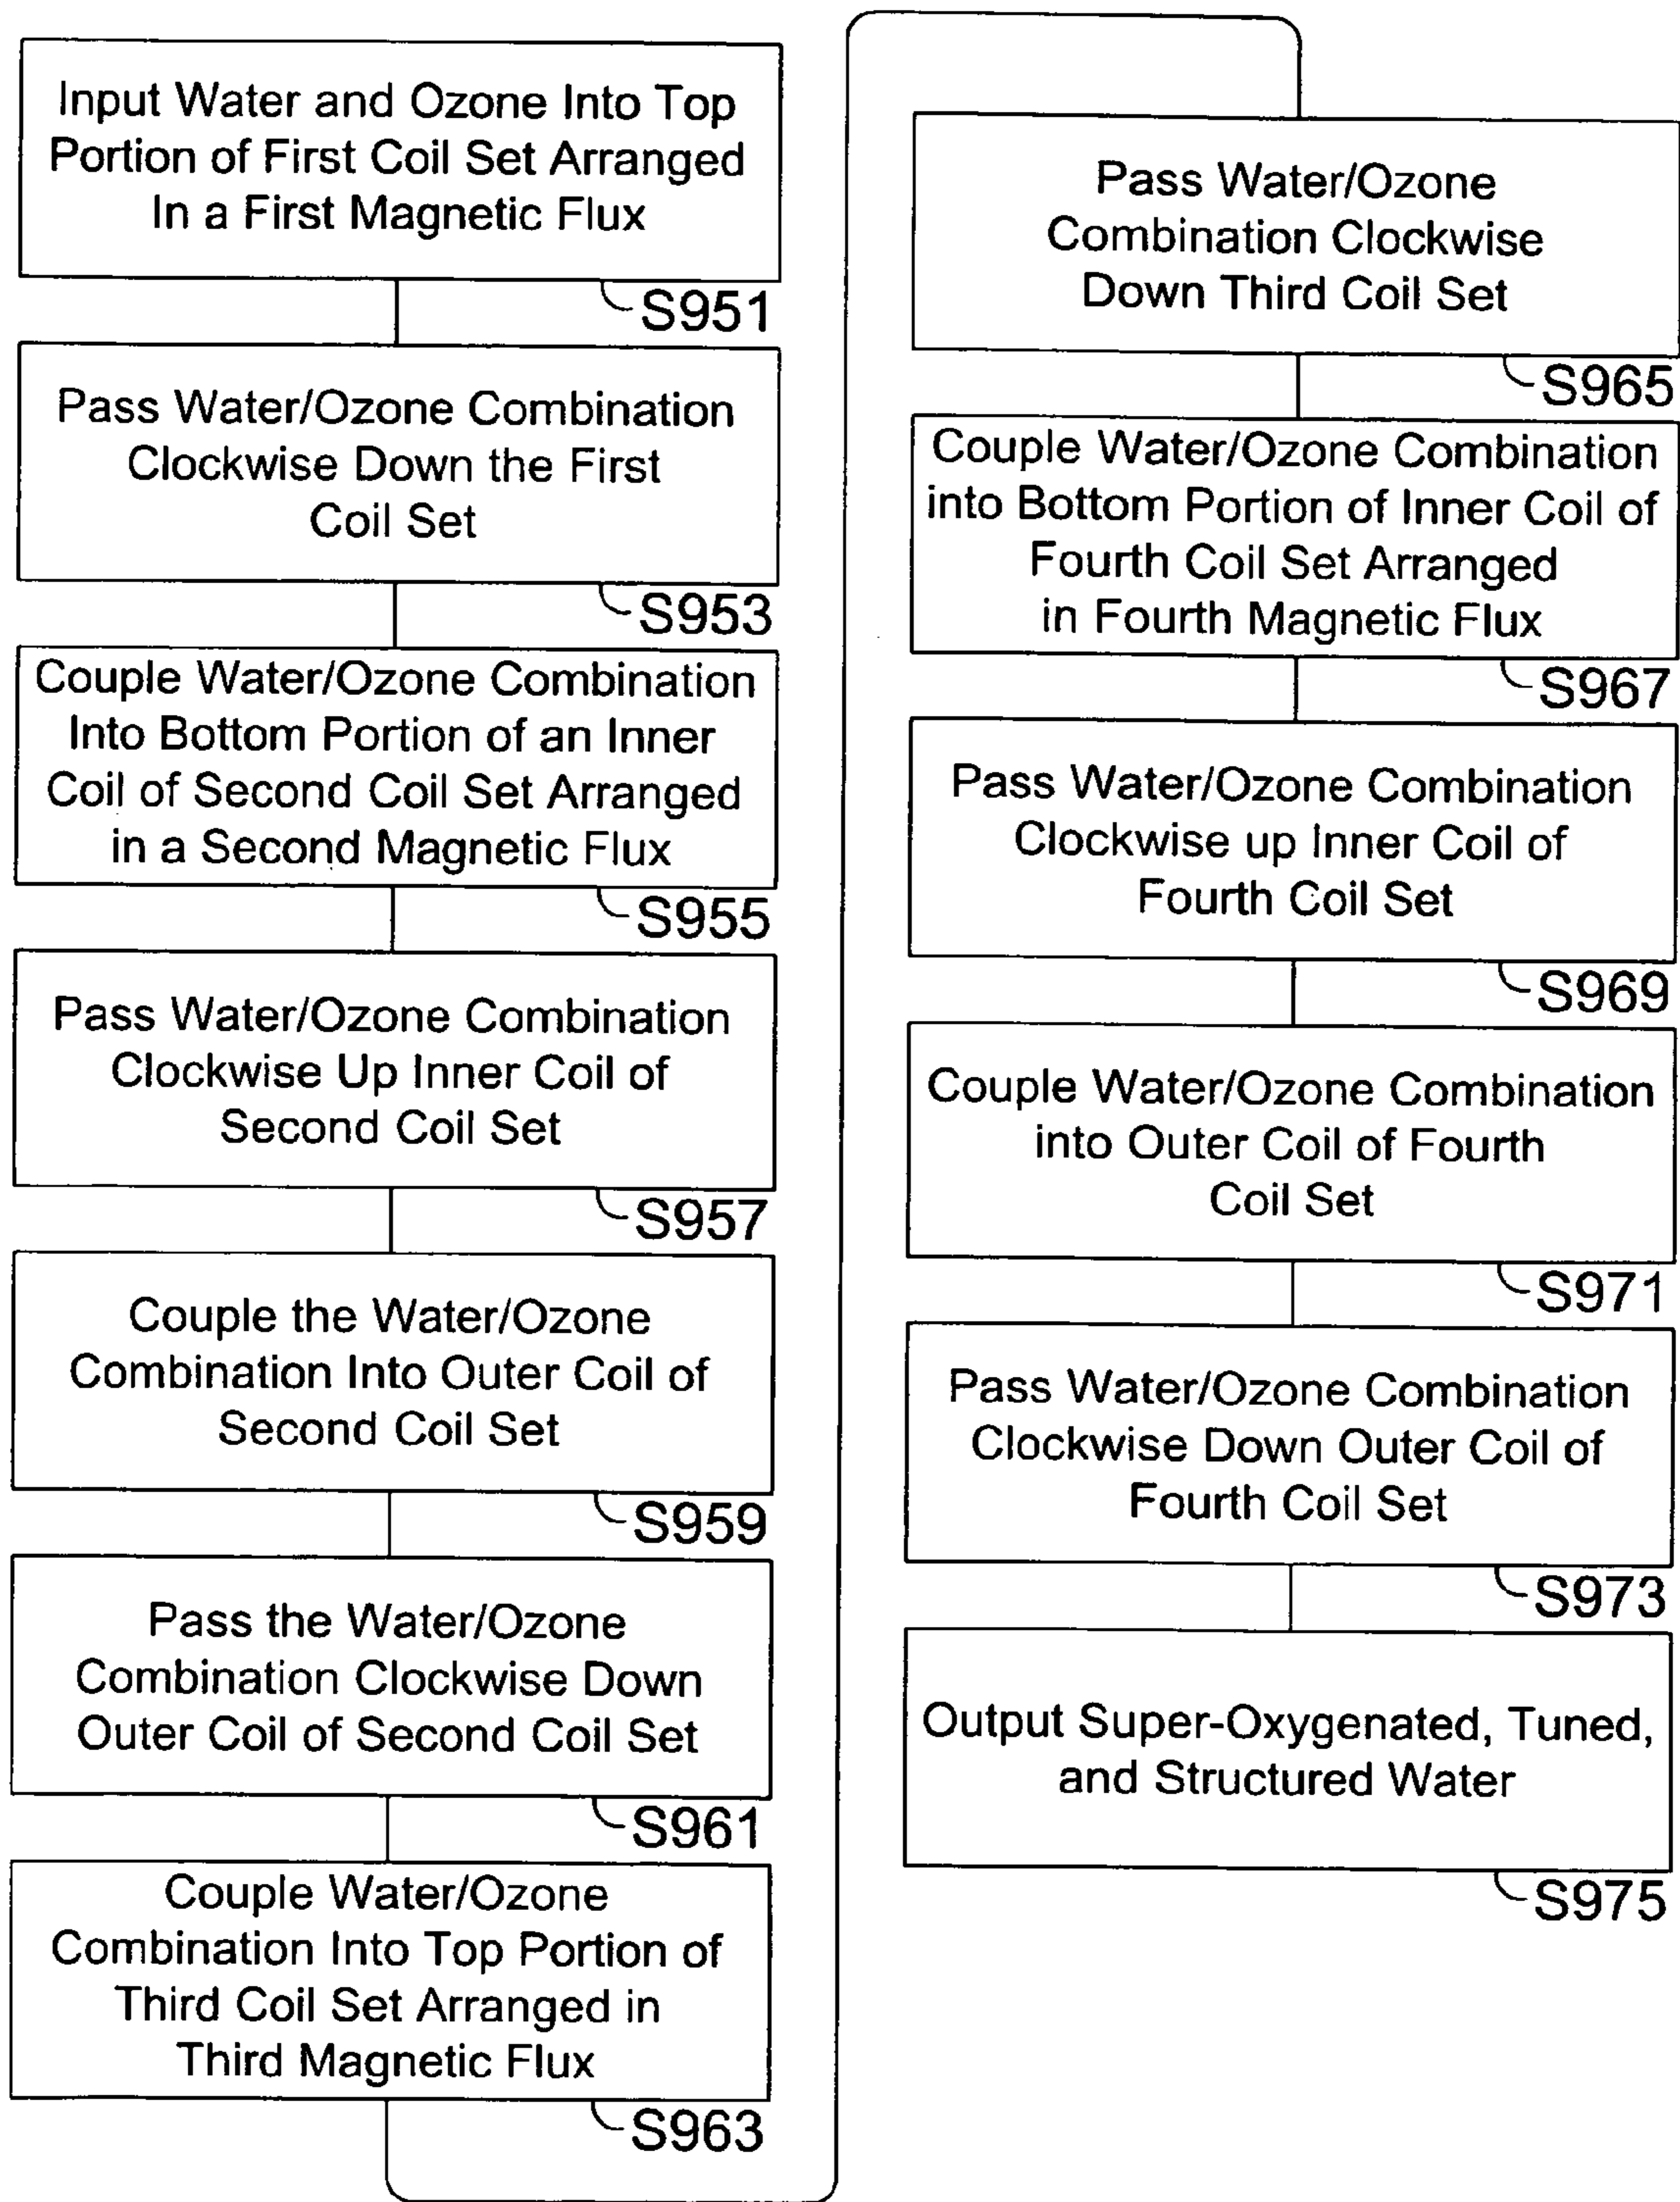 Input Water and Ozone Into Top
Portion of First Coil Set Arranged
In a First Magnetic Flux
S951
Pass Water/Ozone Combination
Clockwise Down the First
Coil Set
S953
Couple Water/Ozone Combination
Into Bottom Portion of an Inner
Coil of Second Coil Set Arranged
in a Second Magnetic Flux
S955
Pass Water/Ozone Combination
Clockwise Up Inner Coil of
Second Coil Set
S957
Couple the Water/Ozone
Combination Into Outer Coil of
Second Coil Set
S959
Pass the Water/Ozone
Combination Clockwise Down
Outer Coil of Second Coil Set
S961
Couple Water/Ozone
Combination Into Top Portion of
Third Coil Set Arranged in
Third Magnetic Flux
S963
Pass Water/Ozone
Combination Clockwise
Down Third Coil Set
S965
Couple Water/Ozone Combination
into Bottom Portion of Inner Coil of
Fourth Coil Set Arranged
in Fourth Magnetic Flux
S967
Pass Water/Ozone Combination
Clockwise up Inner Coil of
Fourth Coil Set
S969
Couple Water/Ozone Combination
into Outer Coil of Fourth
Coil Set
S971
Pass Water/Ozone Combination
Clockwise Down Outer Coil of
Fourth Coil Set
S973
Output Super-Oxygenated, Tuned,
and Structured Water
S975